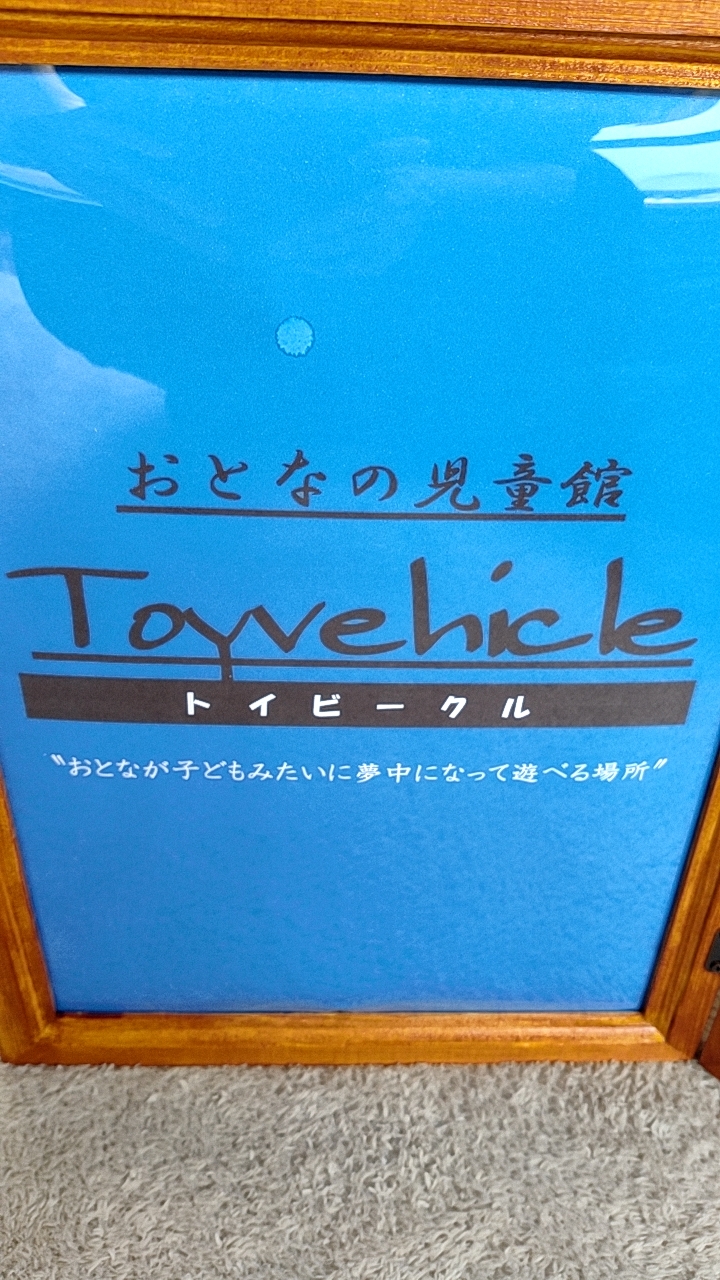 おとなの児童館
Toyvehicle
トイビークル
〝おとなが子どもみたいに夢中になって遊べる場所〞